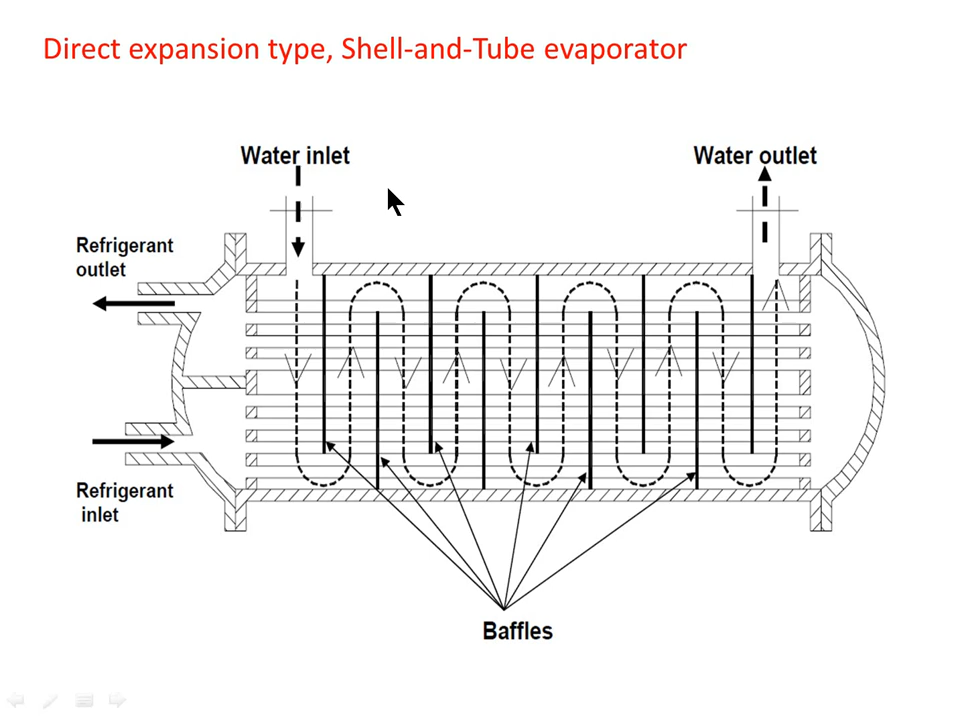 Direct expansion type, Shell-and-Tube evaporator
Water inlet
Water outlet
Refrigerant
outlet
Refrigerant
inlet
Baffles